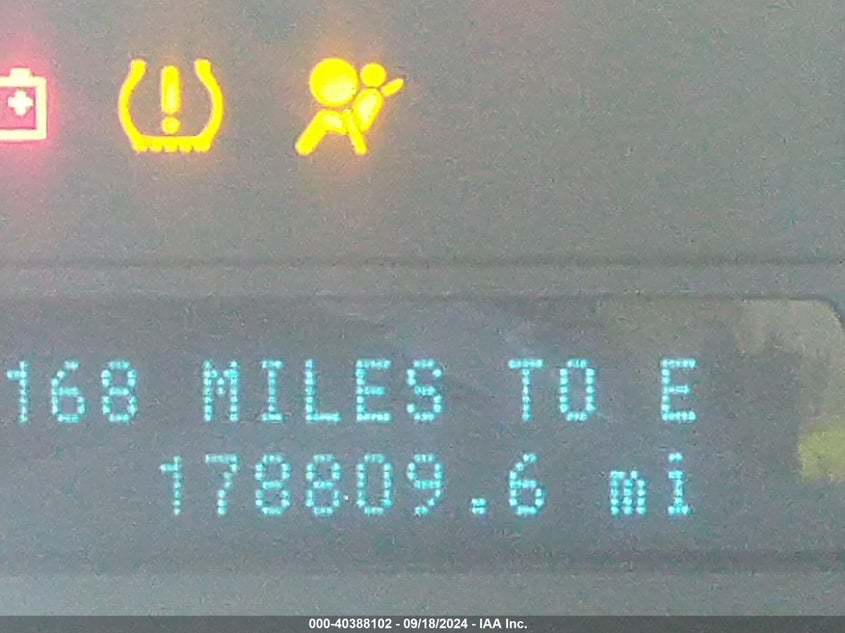 168 MILES TO E
178809.6 mi
000-40388102 - 09/18/2024 - IAA Inc.